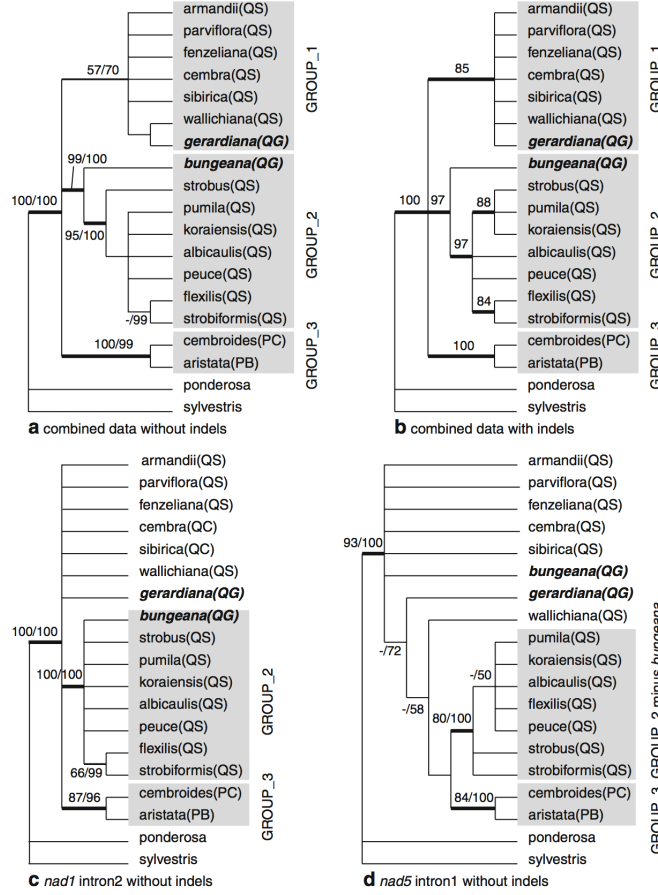 armandii(QS)
parviflora(QS)
fenzeliana(QS)
57/70
cembra(QS)
sibirica(QS)
wallichiana(QS)
gerardiana(QG)
GROUP_1
99/100
bungeana(QG)
strobus(QS)
100/100
pumila(QS)
95/100
koraiensis(QS)
albicaulis(QS)
peuce(QS)
flexilis(QS)
-/99
strobiformis(QS)
GROUP_2
100/99
cembroides(PC)
aristata(PB)
GROUP_3
ponderosa
sylvestris
a combined data without indels
armandii(QS)
parviflora(QS)
fenzeliana(QS)
85
cembra(QS)
sibirica(QS)
wallichiana(QS)
gerardiana(QG)
GROUP_1
bungeana(QG)
strobus(QS)
100
97
88
pumila(QS)
koraiensis(QS)
97
albicaulis(QS)
peuce(QS)
flexilis(QS)
84
strobiformis(QS)
GROUP_2
100
cembroides(PC)
aristata(PB)
GROUP_3
ponderosa
sylvestris
b combined data with indels
armandii(QS)
parviflora(QS)
fenzeliana(QS)
cembra(QC)
sibirica(QC)
wallichiana(QS)
gerardiana(QG)
100/100
bungeana(QG)
strobus(QS)
pumila(QS)
100/100
koraiensis(QS)
albicaulis(QS)
peuce(QS)
flexilis(QS)
66/99
strobiformis(QS)
GROUP_2
87/96
cembroides(PC)
aristata(PB)
GROUP_3
ponderosa
sylvestris
c nad1 intron2 without indels
armandii(QS)
parviflora(QS)
fenzeliana(QS)
cembra(QS)
93/100
sibirica(QS)
bungeana(QG)
gerardiana(QG)
wallichiana(QS)
-/72
pumila(QS)
koraiensis(QS)
-/50
albicaulis(QS)
-/58
flexilis(QS)
80/100
peuce(QS)
strobus(QS)
strobiformis(QS)
GROUP_2 minus bungeana
84/100
cembroides(PC)
aristata(PB)
GROUP_3
ponderosa
sylvestris
d nad5 intron1 without indels